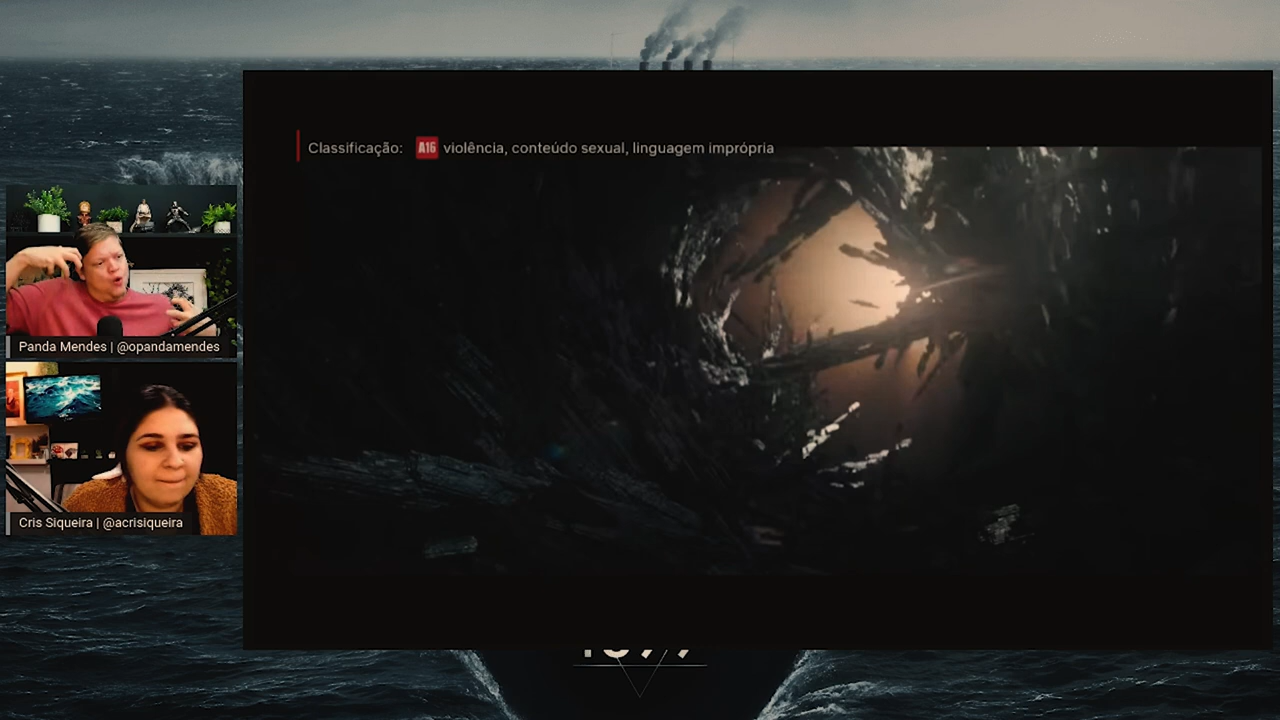 Classificação: A16 violência, conteúdo sexual, linguagem imprópria
Panda Mendes | @opandamendes
Cris Siqueira | @acrisiqueira